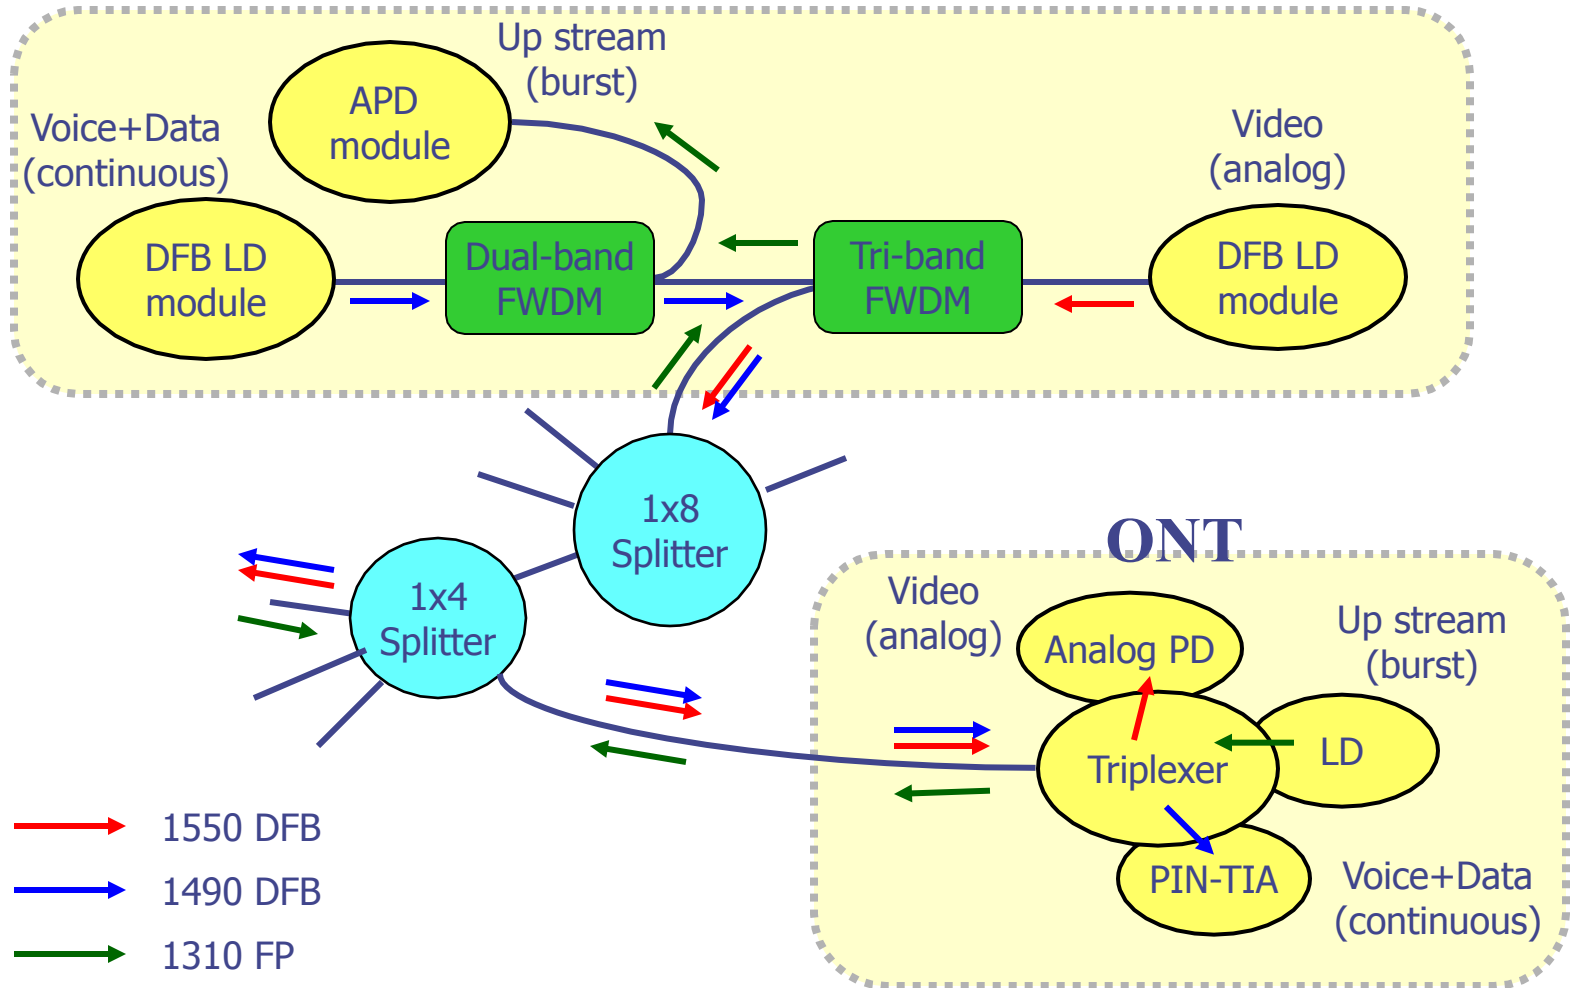 Up stream
(burst)
APD
module
Voice+Data
(continuous)
Video
(analog)
DFB LD
module
Dual-band
FWDM
Tri-band
FWDM
DFB LD
module
1x8
Splitter
1x4
Splitter
ONT
Video
(analog)
Analog PD
Up stream
(burst)
Triplexer
LD
PIN-TIA
Voice+Data
(continuous)
1550 DFB
1490 DFB
1310 FP